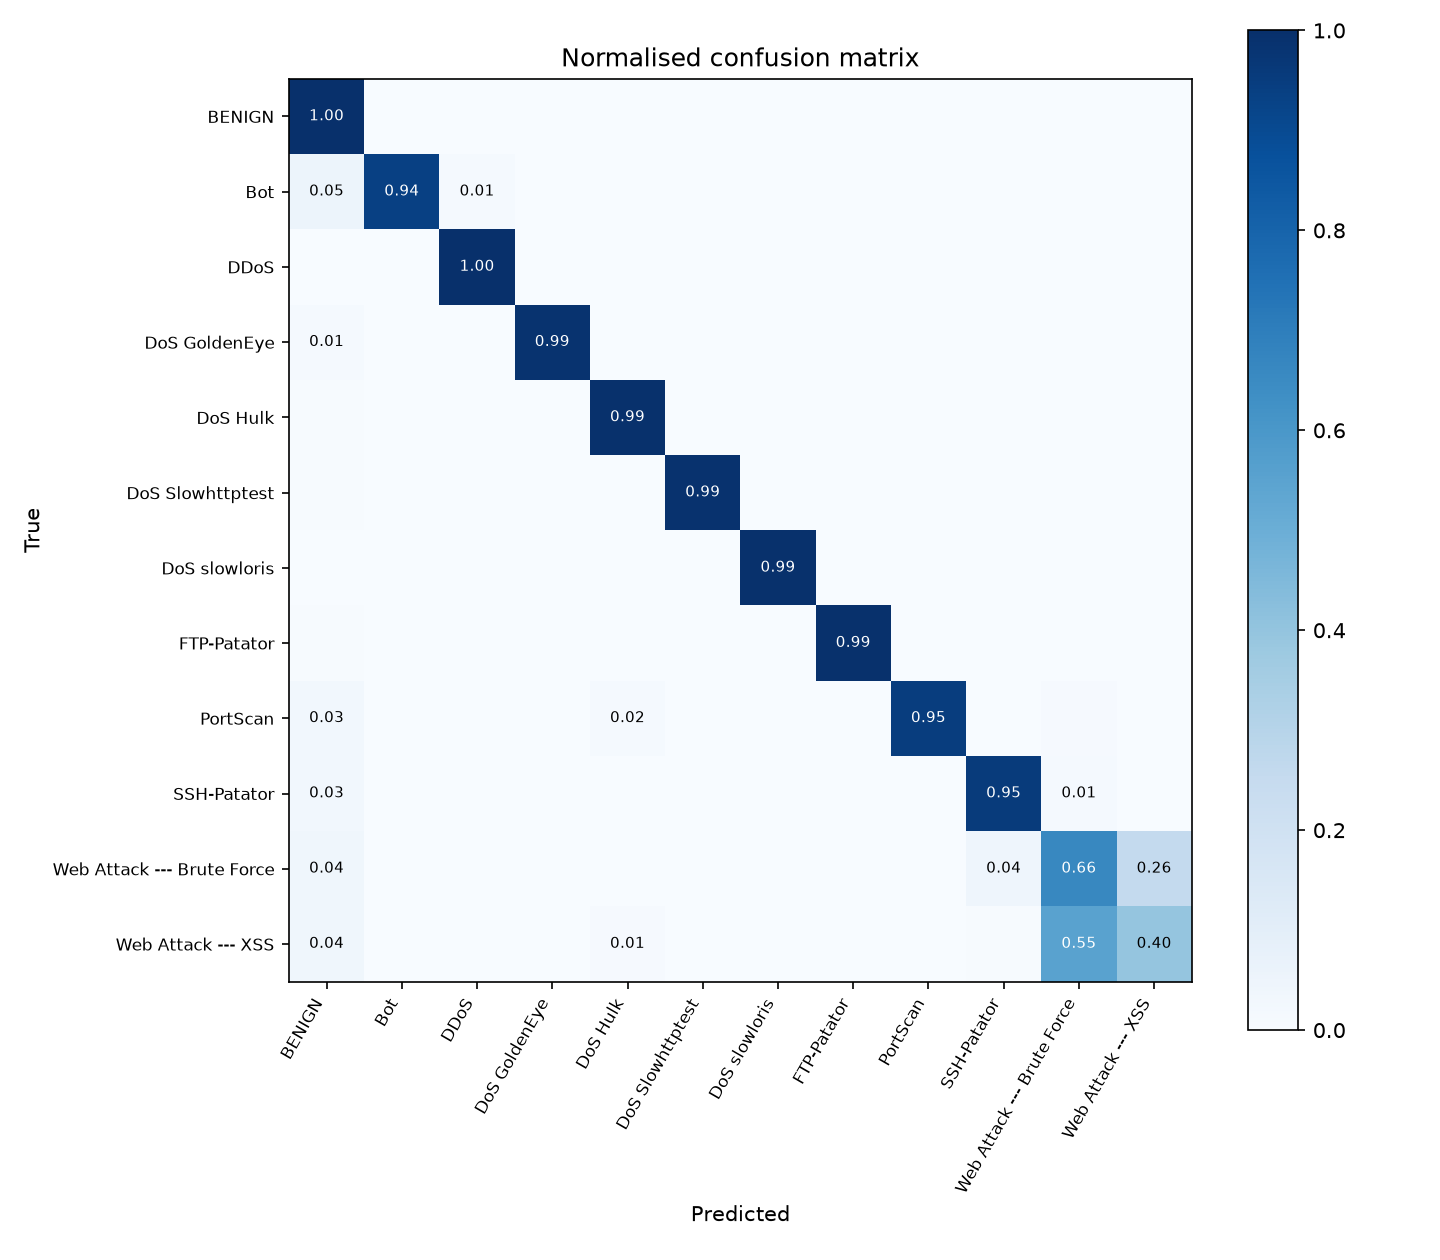 Normalised confusion matrix
True
BENIGN 1.00
Bot 0.05 0.94 0.01
DDoS 1.00
DoS GoldenEye 0.01 0.99
DoS Hulk 0.99
DoS Slowhttptest 0.99
DoS slowloris 0.99
FTP-Patator 0.99
PortScan 0.03 0.02 0.95
SSH-Patator 0.03 0.95 0.01
Web Attack --- Brute Force 0.04 0.04 0.66 0.26
Web Attack --- XSS 0.04 0.01 0.55 0.40
BENIGN
Bot
DDoS
DoS GoldenEye
DoS Hulk
DoS Slowhttptest
DoS slowloris
FTP-Patator
PortScan
SSH-Patator
Web Attack --- Brute Force
Web Attack --- XSS
Predicted
1.0
0.8
0.6
0.4
0.2
0.0